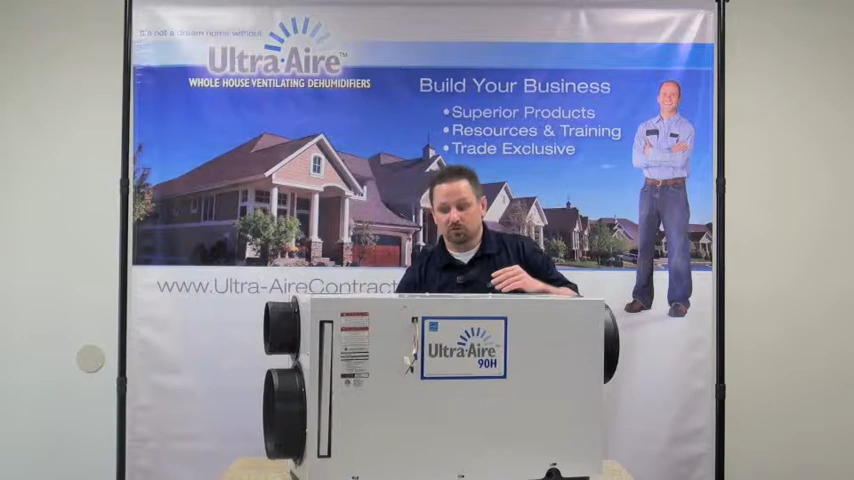 It's not a dream home without
Ultra-Aire™
WHOLE HOUSE VENTILATING DEHUMIDIFIERS
Build Your Business
• Superior Products
• Resources & Training
• Trade Exclusive
www.Ultra-AireContract
Ultra-Aire
90H